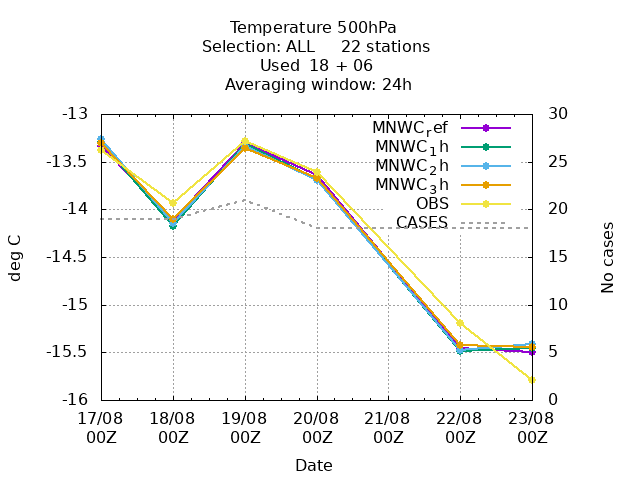 Temperature 500hPa
Selection: ALL 22 stations
Used 18 + 06
Averaging window: 24h
-13
-13.5
-14
-14.5
-15
-15.5
-16
deg C
30
25
20
15
10
5
0
No cases
MNWC_ref
MNWC_1h
MNWC_2h
MNWC_3h
OBS
CASES
17/08 18/08 19/08 20/08 21/08 22/08 23/08
00Z 00Z 00Z 00Z 00Z 00Z 00Z
Date